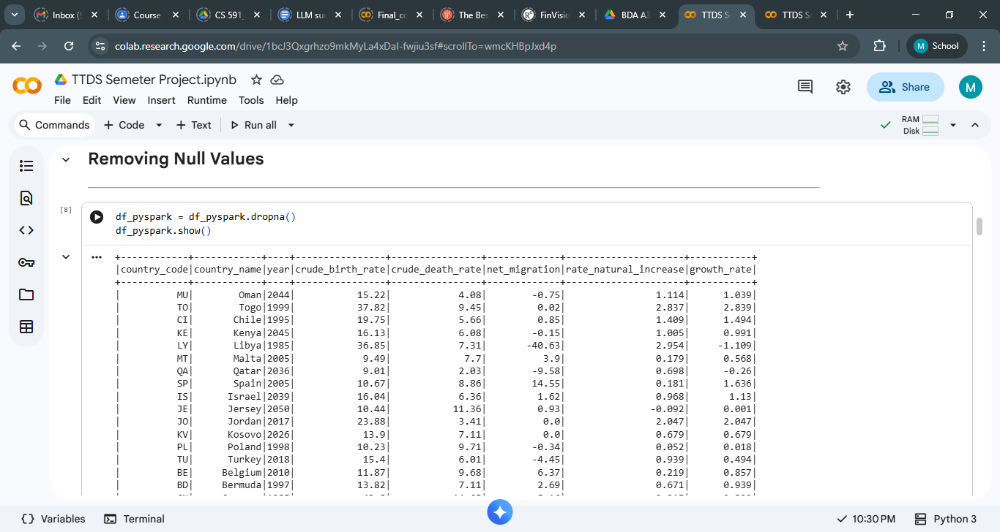 Inbox (
Course
CS 591_
LLM su
Final_co
The Bes
FinVisio
BDA A3
TTDS S
TTDS S
colab.research.google.com/drive/1bcJ3Qxgrhzo9mkMyLa4xDal-fwjiu3sf#scrollTo=wmcKHBpJxd4p
School
M
TTDS Semeter Project.ipynb
File Edit View Insert Runtime Tools Help
Share
M
Commands + Code + Text Run all
RAM
Disk
Removing Null Values
[8]
df_pyspark = df_pyspark.dropna()
df_pyspark.show()
+------------+------------+----+----------------+----------------+-------------+---------------------+-----------+
|country_code|country_name|year|crude_birth_rate|crude_death_rate|net_migration|rate_natural_increase|growth_rate|
+------------+------------+----+----------------+----------------+-------------+---------------------+-----------+
| MU| Oman|2044| 15.22| 4.08| -0.75| 1.114| 1.039|
| TO| Togo|1999| 37.82| 9.45| 0.02| 2.837| 2.839|
| CI| Chile|1995| 19.75| 5.66| 0.85| 1.409| 1.494|
| KE| Kenya|2045| 16.13| 6.08| -0.15| 1.005| 0.991|
| LY| Libya|1985| 36.85| 7.31| -40.63| 2.954| -1.109|
| MT| Malta|2005| 9.49| 7.7| 3.9| 0.179| 0.568|
| QA| Qatar|2036| 9.01| 2.03| -9.58| 0.698| -0.26|
| SP| Spain|2005| 10.67| 8.86| 14.55| 0.181| 1.636|
| IS| Israel|2039| 16.04| 6.36| 1.62| 0.968| 1.13|
| JE| Jersey|2050| 10.44| 11.36| 0.93| -0.092| 0.001|
| JO| Jordan|2017| 23.88| 3.41| 0.0| 2.047| 2.047|
| KV| Kosovo|2026| 13.9| 7.11| 0.0| 0.679| 0.679|
| PL| Poland|1998| 10.23| 9.71| -0.34| 0.052| 0.018|
| TU| Turkey|2018| 15.4| 6.01| -4.45| 0.939| 0.494|
| BE| Belgium|2010| 11.87| 9.68| 6.37| 0.219| 0.857|
| BD| Bermuda|1997| 13.82| 7.11| 2.69| 0.671| 0.939|
Variables
Terminal
10:30 PM
Python 3